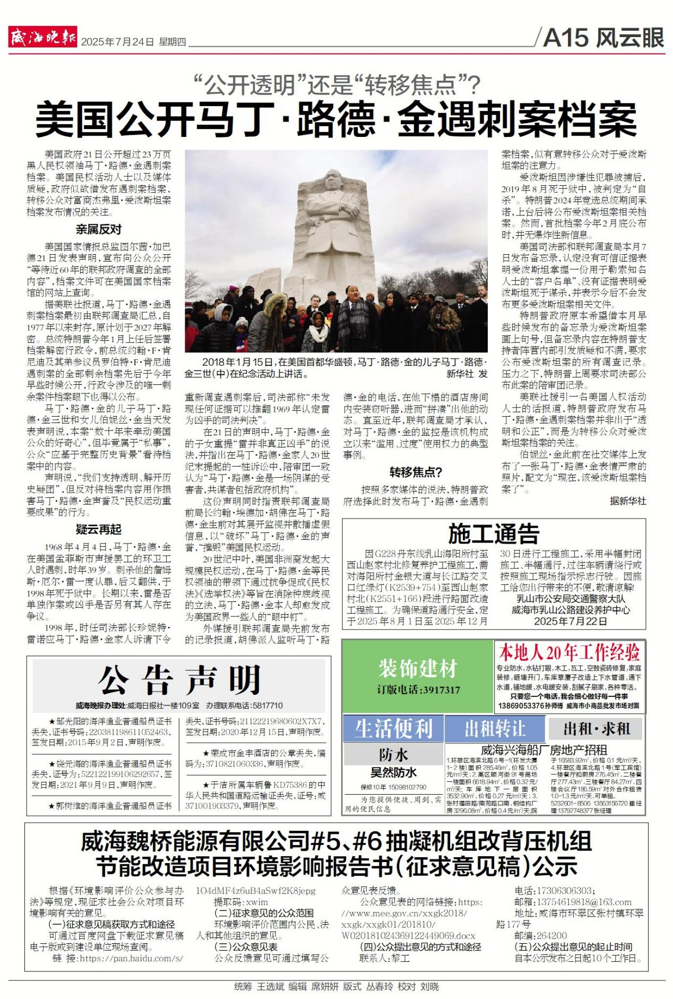 威海晚报
2025年7月24日 星期四
A15 风云眼
“公开透明”还是“转移焦点”？
美国公开马丁·路德·金遇刺案档案
美国政府21日公开超过23万页
黑人民权领袖马丁·路德·金遇刺案
档案。美国民权活动人士以及媒体
质疑，政府似欲借发布遇刺案档案，
转移公众对富商杰弗里·爱泼斯坦案
档案发布情况的关注。
亲属反对
美国国家情报总监图尔茜·加巴
德21日发表声明，宣布向公众公开
“等待近60年的联邦政府调查的全部
内容”，档案文件可在美国国家档案
馆的网站上查询。
据美联社报道，马丁·路德·金遇
刺案档案最初由联邦调查局汇总，自
1977年以来封存，原计划于2027年解
密。总统特朗普今年1月上任后签署
档案解密行政令，前总统约翰·F·肯
尼迪及其弟参议员罗伯特·F·肯尼迪
遇刺案的全部剩余档案先后于今年
早些时候公开，行政令涉及的唯一剩
余案件档案眼下也得以公布。
马丁·路德·金的儿子马丁·路
德·金三世和女儿伯妮丝·金当天发
表声明说，本案“数十年来牵动美国
公众的好奇心”，但毕竟属于“私事”，
公众“应基于完整历史背景”看待档
案中的内容。
声明说，“我们支持透明、解开历
史疑团”，但反对将档案内容用作损
害马丁·路德·金声誉及“民权运动重
要成果”的行为。
疑云再起
1968年4月4日，马丁·路德·金
在美国孟菲斯市声援罢工的环卫工
人时遇刺，时年39岁。刺杀他的詹姆
斯·厄尔·雷一度认罪，后又翻供，于
1998年死于狱中。长期以来，雷是否
单独作案或凶手是否另有其人存在
争议。
1998年，时任司法部长珍妮特·
雷诺应马丁·路德·金家人诉请下令
2018年1月15日，在美国首都华盛顿，马丁·路德·金的儿子马丁·路德·
金三世（中）在纪念活动上讲话。 新华社 发
重新调查遇刺案后，司法部称“未发
现任何证据可以推翻1969年认定雷
为凶手的司法判决”。
在21日的声明中，马丁·路德·金
的子女重提“雷并非真正凶手”的说
法，并指出在马丁·路德·金家人20世
纪末提起的一桩诉讼中，陪审团一致
认为“马丁·路德·金是一场阴谋的受
害者，共谋者包括政府机构”。
这份声明同时指责联邦调查局
前局长约翰·埃德加·胡佛在马丁·路
德·金生前对其展开监视并散播虚假
信息，以“破坏”马丁·路德·金的声
誉，“摧毁”美国民权运动。
20世纪中叶，美国非洲裔发起大
规模民权运动，在马丁·路德·金等民
权领袖的带领下通过抗争促成《民权
法》《选举权法》等旨在消除种族歧视
的立法，马丁·路德·金本人却愈发成
为美国政界一些人的“眼中钉”。
外媒援引联邦调查局先前发布
的记录报道，胡佛派人监听马丁·路
德·金的电话，在他下榻的酒店房间
内安装窃听器，进而“拼凑”出他的动
态。直至近年，联邦调查局才承认，
对马丁·路德·金的监控是该机构成
立以来“滥用、过度”使用权力的典型
事例。
转移焦点？
按照多家媒体的说法，特朗普政
府选择此时发布马丁·路德·金遇刺
案档案，似有意转移公众对于爱泼斯
坦案的注意力。
爱泼斯坦因涉嫌性犯罪被捕后，
2019年8月死于狱中，被判定为“自
杀”。特朗普2024年竞选总统期间承
诺，上台后将公布爱泼斯坦案相关档
案。然而，首批档案今年2月底公布
时，并无爆炸性新信息。
美国司法部和联邦调查局本月7
日发布备忘录，认定没有可信证据表
明爱泼斯坦掌握一份用于勒索知名
人士的“客户名单”、没有证据表明爱
泼斯坦死于谋杀，并表示今后不会发
布更多爱泼斯坦案相关文件。
特朗普政府原本希望借本月早
些时候发布的备忘录为爱泼斯坦案
画上句号，但备忘录内容在特朗普支
持者阵营内部引发质疑和不满，要求
公布爱泼斯坦案的所有调查记录。
压力之下，特朗普上周要求司法部公
布此案的陪审团记录。
美联社援引一名美国人权活动
人士的话报道，特朗普政府发布马
丁·路德·金遇刺案档案并非出于“透
明和公正”，而是为转移公众对爱泼
斯坦案档案的关注。
伯妮丝·金此前在社交媒体上发
布了一张马丁·路德·金表情严肃的
照片，配文为“现在，该爱泼斯坦案档
案了”。
据新华社
施工通告
因G228丹东线乳山海阳所村至
西山赵家村北修复养护工程施工，需
对海阳所村金银大道与长江路交叉
口红绿灯（K2539+754）至西山赵家
村北（K2551+166）段进行路面改造
工程施工。为确保道路通行安全，定
于2025年8月1日至2025年12月
30日进行工程施工，采用半幅封闭
施工、半幅通行，过往车辆请绕行或
按照施工现场指示标志行驶。因施
工给您出行带来的不便，敬请谅解！
乳山市公安局交通警察大队
威海市乳山公路建设养护中心
2025年7月22日
公告声明
威海晚报办理处：威海日报社一楼109室 办理联系电话：5817710
★邹光阳的海洋渔业普通船员证书
丢失，证书号码：220381198611052463，
签发日期：2015年9月2日，声明作废。
★饶元海的海洋渔业普通船员证书
丢失，证号为：522122199106292657，签
发日期：2021年9月9日，声明作废。
★郭树维的海洋渔业普通船员证书
丢失，证书号码：21122219680602X7X7，
签发日期：2020年12月15日，声明作废。
★荣成市金丰酒店的公章丢失，编
码为：3710821060336，声明作废。
★于洁所属车辆鲁KD75386的中
华人民共和国道路运输证丢失，证号：威
371001903379，声明作废。
装饰建材
订版电话：3917317
本地人20年工作经验
专业防水，水钻打眼，木工，瓦工，空鼓瓷砖修复，家庭
装修，砸墙开门，车库草厦子改造上下水管道，通下
水道，铺地暖，水电暖安装，刮腻子刷家，各种零活。
只要您一个电话，我会细心做好每一件事
13869053376孙师傅 威海市小商品批发市场对面
生活便利
防水
昊然防水
保修10年 15098102790
为您提供便捷、周到、实
用的便民信息
出租转让
出租·求租
威海兴海船厂房地产招租
1.环翠区海滨北路6号-1（环发大厦
1-2楼）面积285.46㎡，价格1.05
元/㎡/天；2.高区顺河街91号商场
一楼面积6618.94㎡，价格0.32元/
㎡/天；车库地下一层面积
3532.90㎡，价格0.27元/㎡/天；3.
张村福田路/南苑路口南，钢结构厂
房3296.08㎡，价格0.4元/㎡/天;院
子16583.92㎡，价格0.1元/㎡/天。
4.环翠区海滨北路1号（军工宾馆）
一楼餐厅和厨房276.45㎡，二楼餐
厅277.43㎡，三楼餐厅84.27㎡，四
楼会议厅186.59㎡对外合作租赁
1.0-1.3元/㎡/天，可单租。
5232601-8506 13563156720崔经
理13792748377张经理
威海魏桥能源有限公司#5、#6抽凝机组改背压机组
节能改造项目环境影响报告书（征求意见稿）公示
根据《环境影响评价公众参与办
法》等规定，现征求社会公众对项目环
境影响有关的意见。
（一）征求意见稿获取方式和途径
可通过百度网盘下载征求意见稿
电子版或到建设单位现场查阅。
链 接：https://pan.baidu.com/s/
1O4dMF4z6uB4aSwf2K8jepg
提取码：xwim
（二）征求意见的公众范围
环境影响评价范围内公民、法
人和其他组织的意见。
（三）公众意见表
公众反馈意见可通过填写公
众意见表反馈。
公众意见表的网络链接：https:
//www.mee.gov.cn/xxgk2018/
xxgk/xxgk01/201810/
W020181024369122449069.docx
（四）公众提出意见的方式和途径
联系人：黎工
电话：17306306303；
邮箱：13754619818@163.com
地址：威海市环翠区张村镇环翠
路177号
邮编：264200
（五）公众提出意见的起止时间
自本公示发布之日起10个工作日。
统筹 王选斌 编辑 席妍妍 版式 丛春玲 校对 刘晓